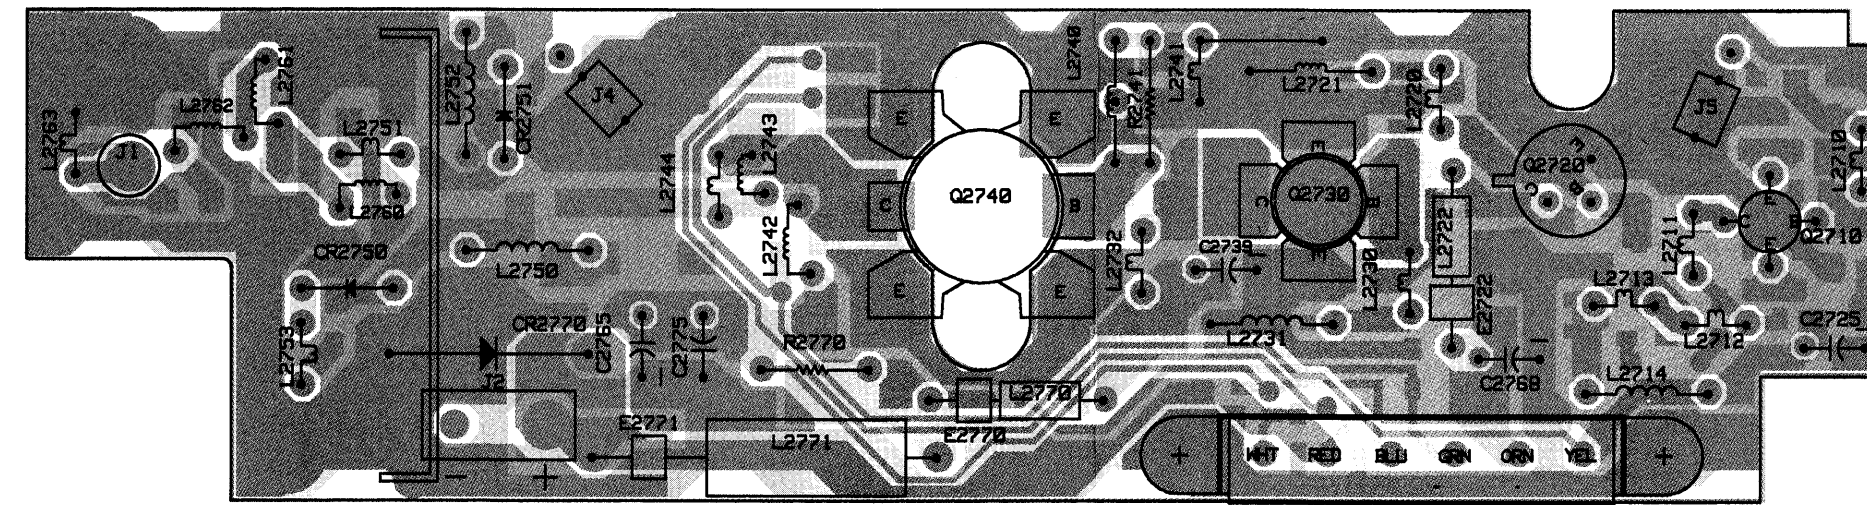 L2763
J1
L2762
L2761
L2751
L2760
CR2750
L2753
L2752
CR2751
J4
L2750
CR2770
J2
C2765
C2775
E2771
L2771
R2770
L2744
L2743
L2742
E
E
C
Q2740
B
E
E
E2770
L2770
L2740
R2741
L2741
L2721
L2720
L2732
C2739
E
C
Q2730
B
E
L2731
L2730
L2722
E2722
C2768
Q2720
E
C
B
J5
L2710
L2711
C
E
B
E
Q2710
L2713
L2712
L2714
C2725
- +
+ WHT RED BLU GRN ORN YEL +